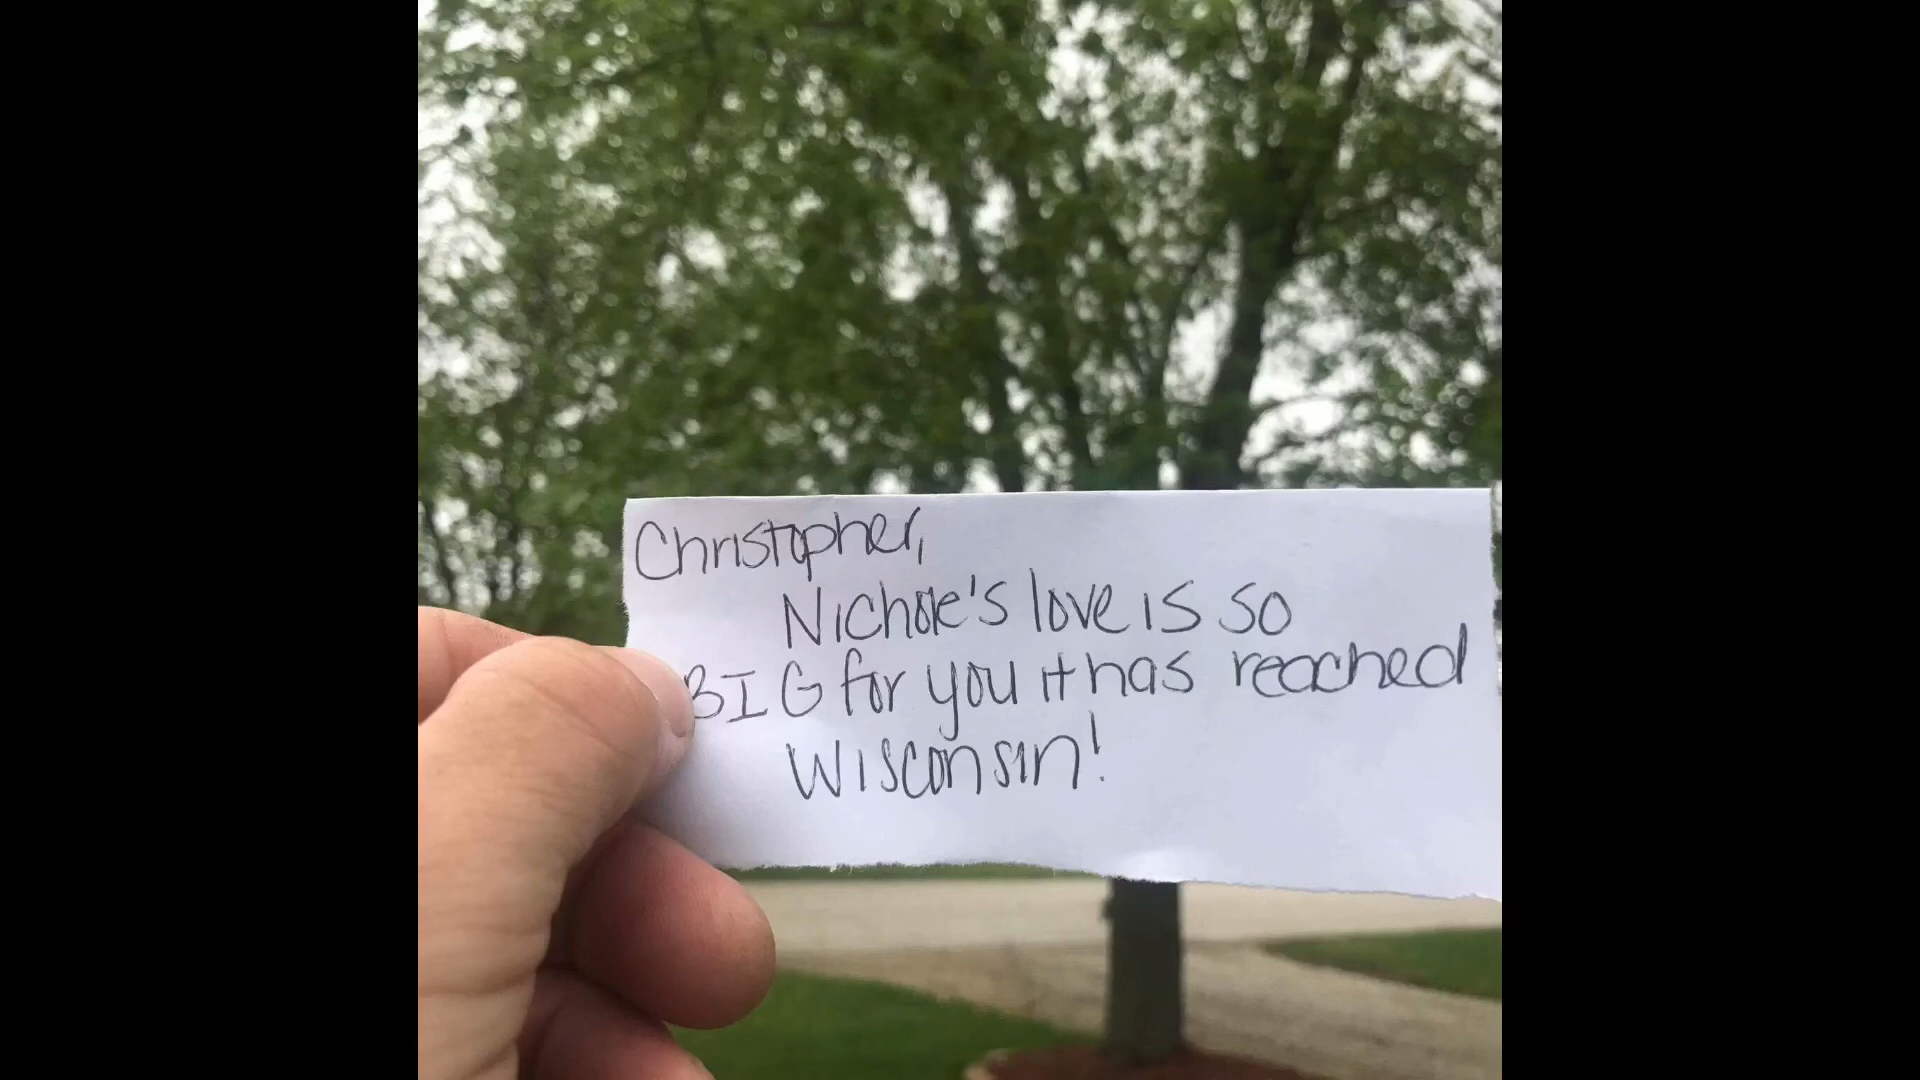 Christopher,
Nichole's love is so
BIG for you it has reached
Wisconsin!